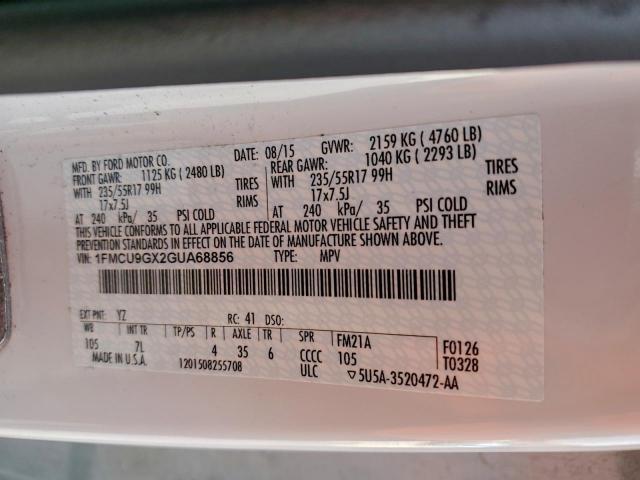 MFD. BY FORD MOTOR CO.
DATE: 08/15 GVWR: 2159 KG ( 4760 LB)
FRONT GAWR: 1125 KG ( 2480 LB) REAR GAWR: 1040 KG ( 2293 LB)
WITH 235/55R17 99H TIRES WITH 235/55R17 99H TIRES
17x7.5J RIMS 17x7.5J RIMS
AT 240 kPa/ 35 PSI COLD AT 240 kPa/ 35 PSI COLD
THIS VEHICLE CONFORMS TO ALL APPLICABLE FEDERAL MOTOR VEHICLE SAFETY AND THEFT
PREVENTION STANDARDS IN EFFECT ON THE DATE OF MANUFACTURE SHOWN ABOVE.
VIN: 1FMCU9GX2GUA68856 TYPE: MPV
EXT PNT: YZ RC: 41 DSO:
WB INT TR TP/PS R AXLE TR SPR FM21A F0126
105 7L 4 35 6 CCCC 105 T0328
MADE IN U.S.A. 1201508255708 ULC ▽5U5A-3520472-AA